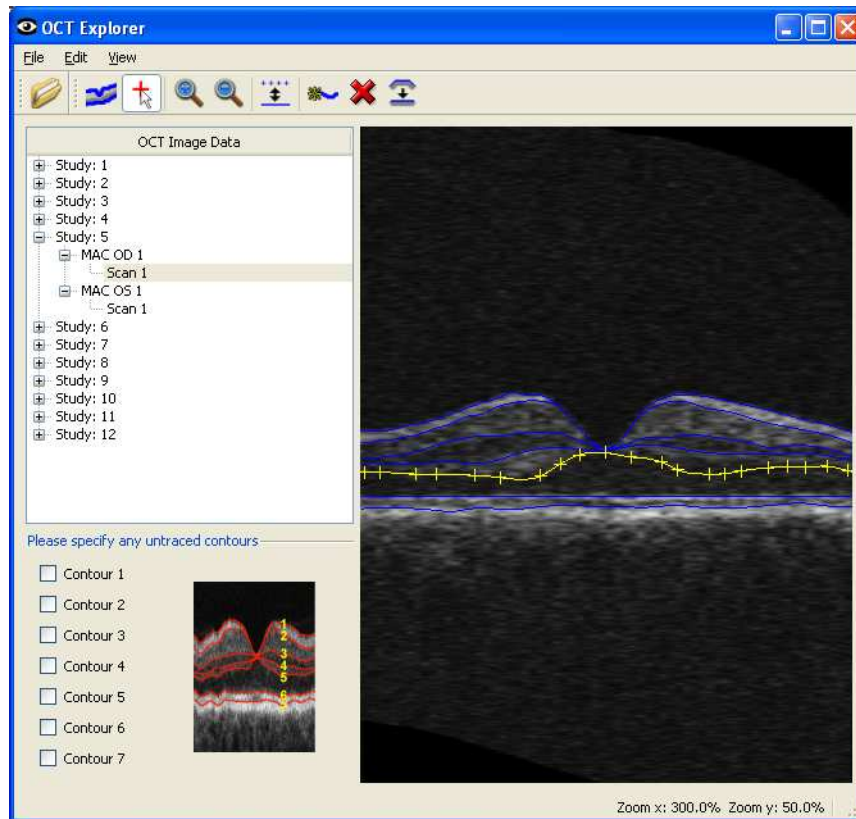 OCT Explorer
File Edit View
OCT Image Data
Study: 1
Study: 2
Study: 3
Study: 4
Study: 5
MAC OD 1
Scan 1
MAC OS 1
Scan 1
Study: 6
Study: 7
Study: 8
Study: 9
Study: 10
Study: 11
Study: 12
Please specify any untraced contours
Contour 1
Contour 2
Contour 3
Contour 4
Contour 5
Contour 6
Contour 7
1
2
3
4
5
6
Zoom x: 300.0% Zoom y: 50.0%